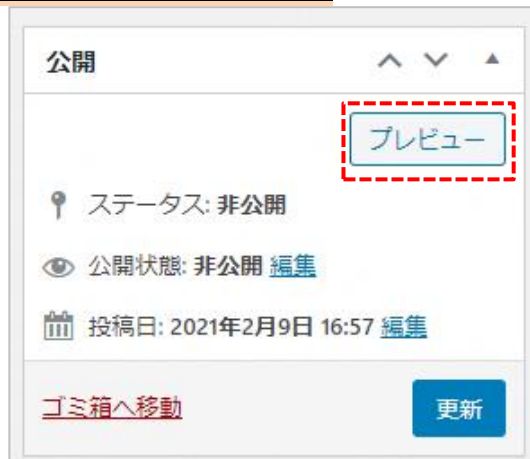 公開
プレビュー
ステータス: 非公開
公開状態: 非公開 編集
投稿日: 2021年2月9日 16:57 編集
ゴミ箱へ移動 更新